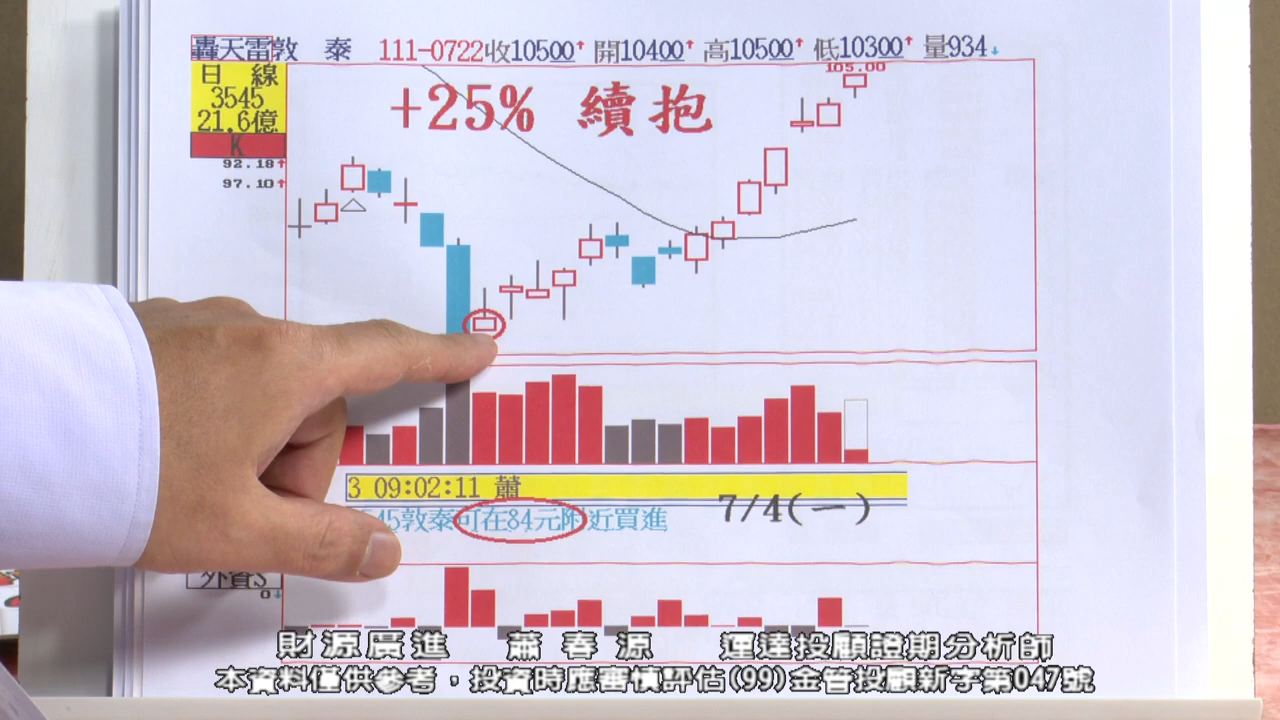 轟天雷敦 泰 111-0722收10500↑ 開10400↑ 高10500↑ 低10300↑ 量934↓
日 線
3545
21.6億
K
92.18↑
97.10↑
105.00
+25% 續抱
3 09:02:11 蕭
45敦泰可在84元附近買進
7/4(一)
外資$
0↓
財源廣進 蕭春源 運達投顧證期分析師
本資料僅供參考，投資時應審慎評估(99)金管投顧新字第047號